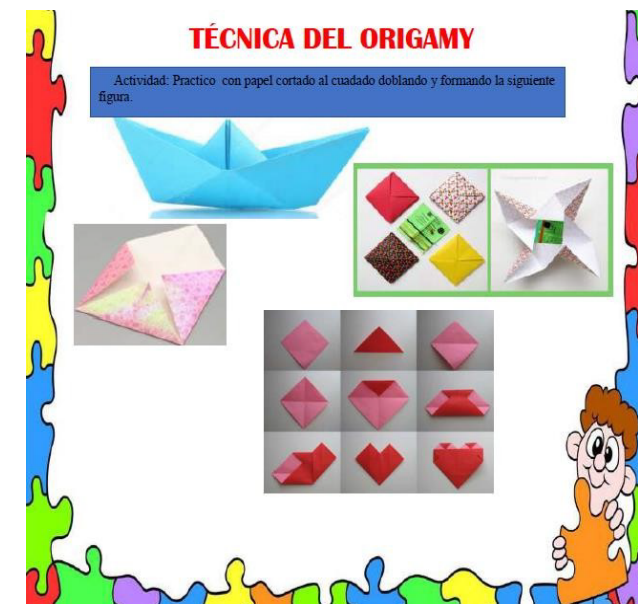 TÉCNICA DEL ORIGAMY
Actividad: Practico con papel cortado al cuadado doblando y formando la siguiente
figura.